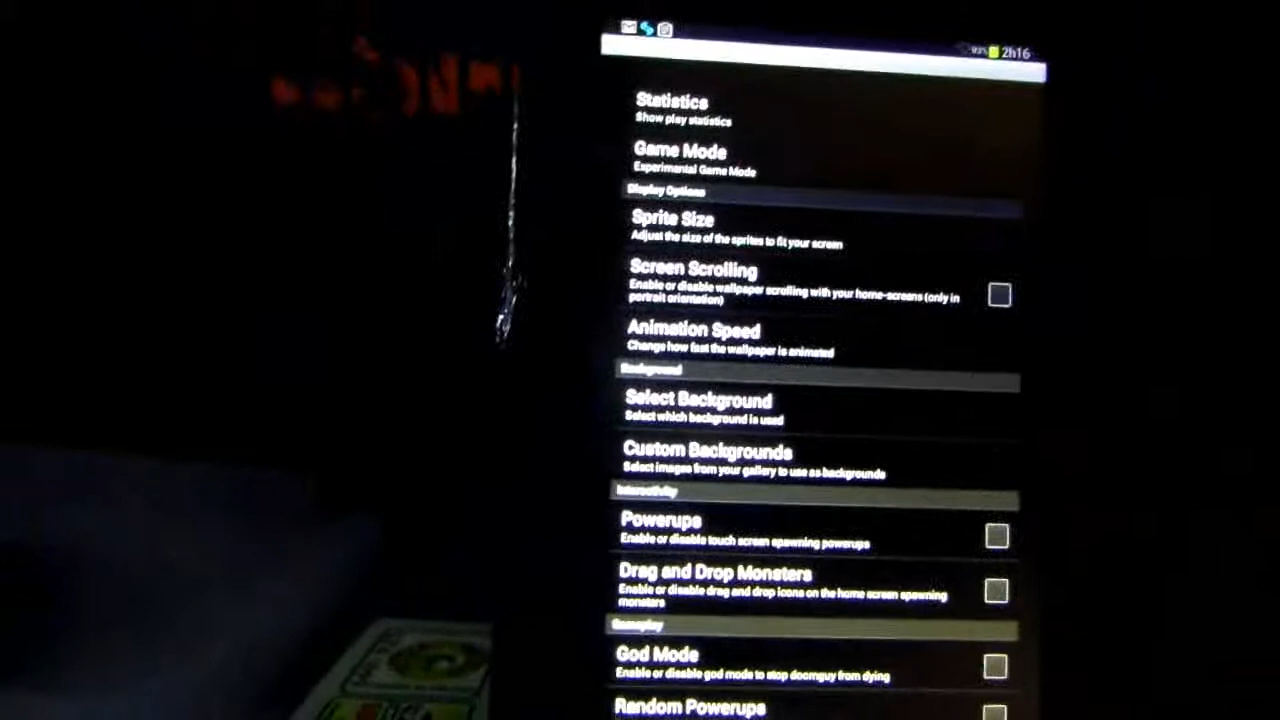 93% 2h16
Statistics
Show play statistics
Game Mode
Experimental Game Mode
Display Options
Sprite Size
Adjust the size of the sprites to fit your screen
Screen Scrolling
Enable or disable wallpaper scrolling with your home-screens (only in
portrait orientation)
Animation Speed
Change how fast the wallpaper is animated
Background
Select Background
Select which background is used
Custom Backgrounds
Select images from your gallery to use as backgrounds
Interactivity
Powerups
Enable or disable touch screen spawning powerups
Drag and Drop Monsters
Enable or disable drag and drop icons on the home screen spawning
monsters
Gameplay
God Mode
Enable or disable god mode to stop doomguy from dying
Random Powerups